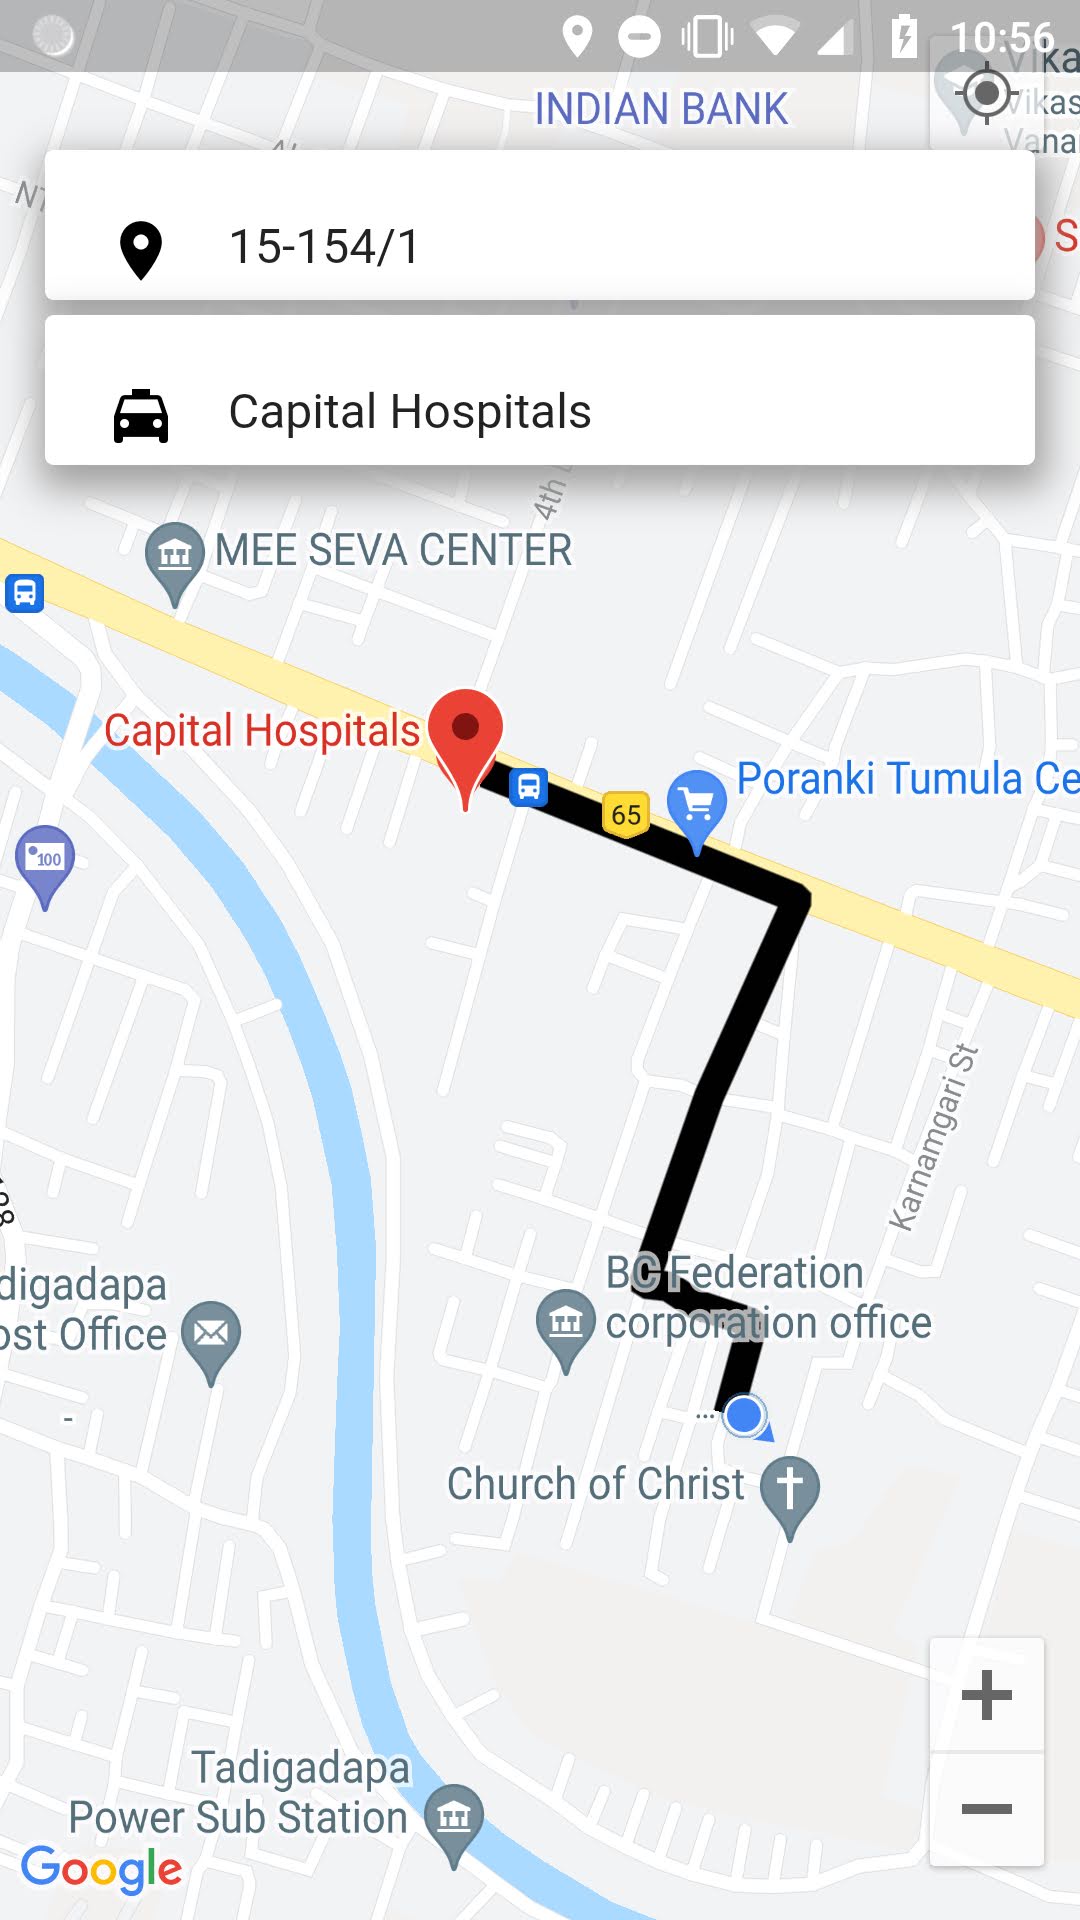 10:56
INDIAN BANK
Vikas
15-154/1
Capital Hospitals
4th
MEE SEVA CENTER
Capital Hospitals
Poranki Tumula Ce
65
100
Karnamgari St
BC Federation
corporation office
digadapa
ost Office
-
...
Church of Christ
Tadigadapa
Power Sub Station
Google